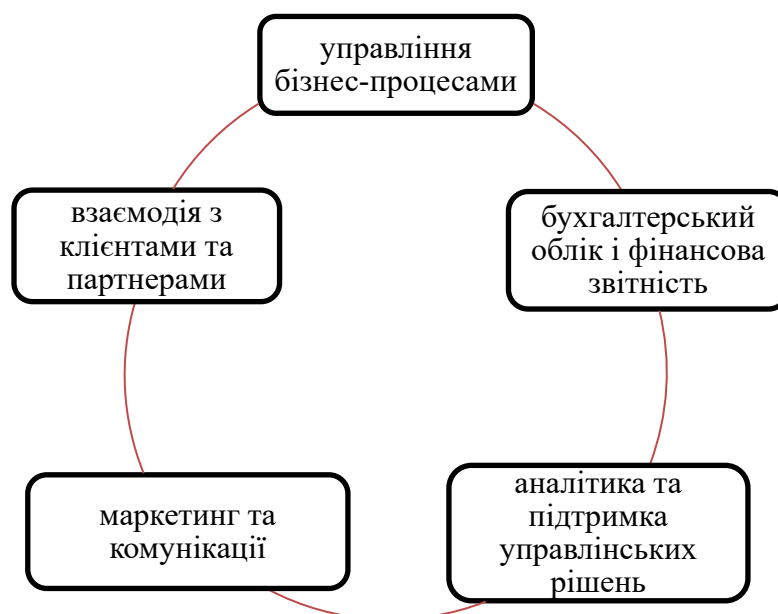 управління
бізнес-процесами
взаємодія з
клієнтами та
партнерами
бухгалтерський
облік і фінансова
звітність
маркетинг та
комунікації
аналітика та
підтримка
управлінських
рішень